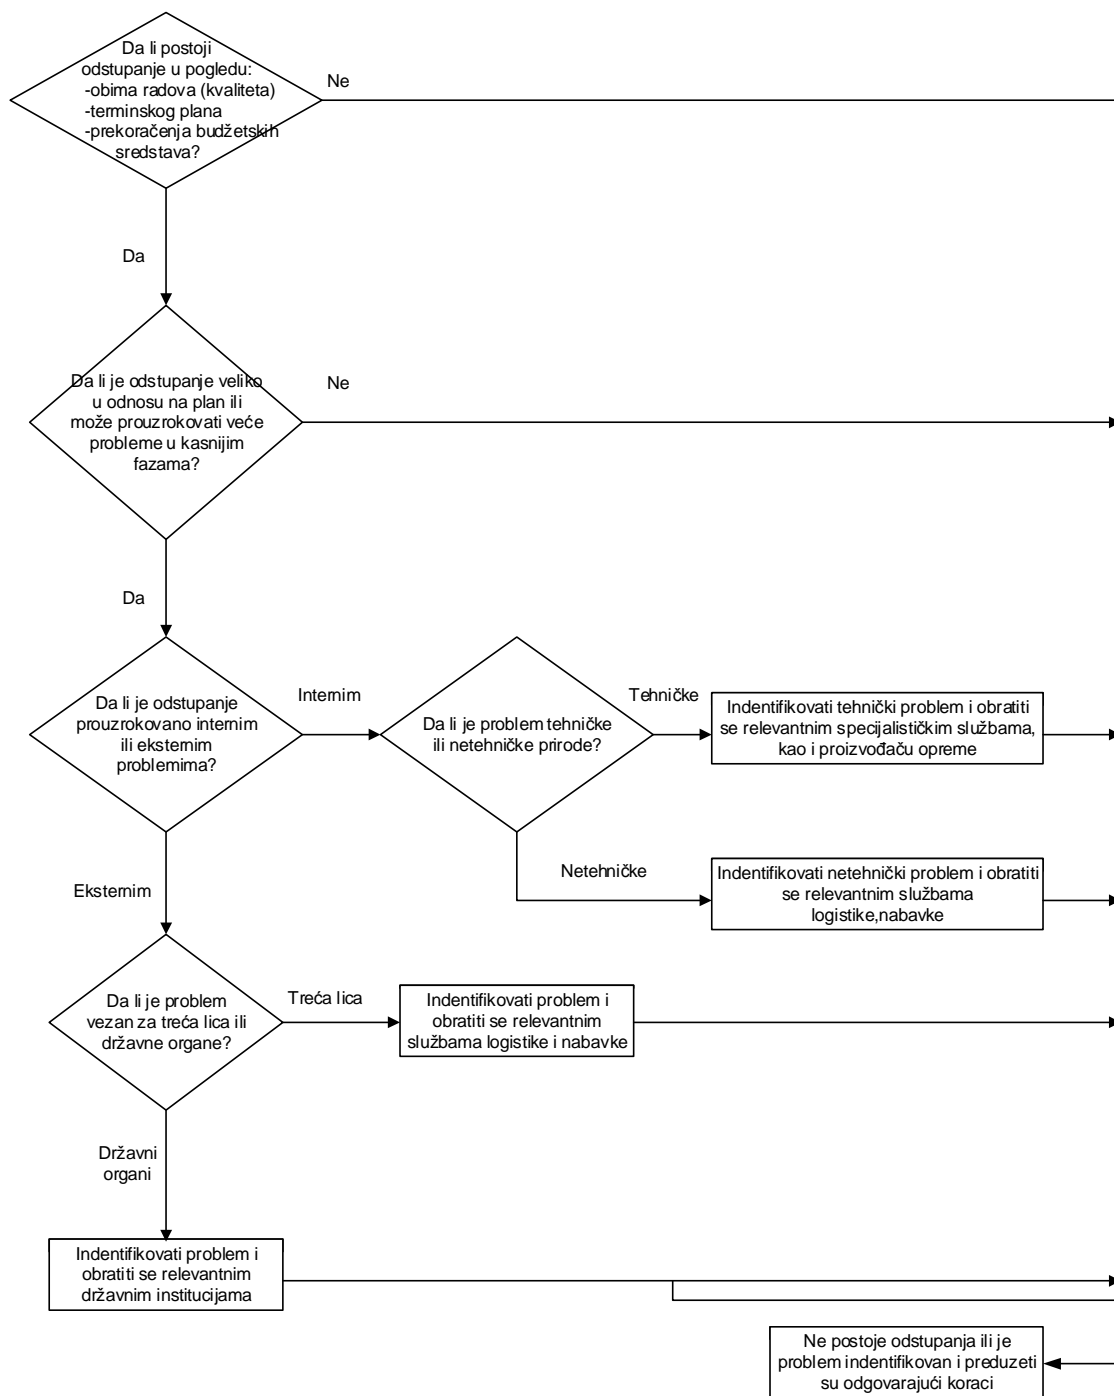 Da li postoji
odstupanje u pogledu:
-obima radova (kvaliteta)
-terminskog plana
-prekoračenja budžetskih
sredstava?
Ne
Da
Da li je odstupanje veliko
u odnosu na plan ili
može prouzrokovati veće
probleme u kasnijim
fazama?
Ne
Da
Da li je odstupanje
prouzrokovano internim
ili eksternim
problemima?
Internim
Da li je problem tehničke
ili netehničke prirode?
Tehničke
Indentifikovati tehnički problem i obratiti
se relevantnim specijalističkim službama,
kao i proizvođaču opreme
Netehničke
Indentifikovati netehnički problem i obratiti
se relevantnim službama
logistike,nabavke
Eksternim
Da li je problem
vezan za treća lica ili
državne organe?
Treća lica
Indentifikovati problem i
obratiti se relevantnim
službama logistike i nabavke
Državni
organi
Indentifikovati problem i
obratiti se relevantnim
državnim institucijama
Ne postoje odstupanja ili je
problem indentifikovan i preduzeti
su odgovarajući koraci